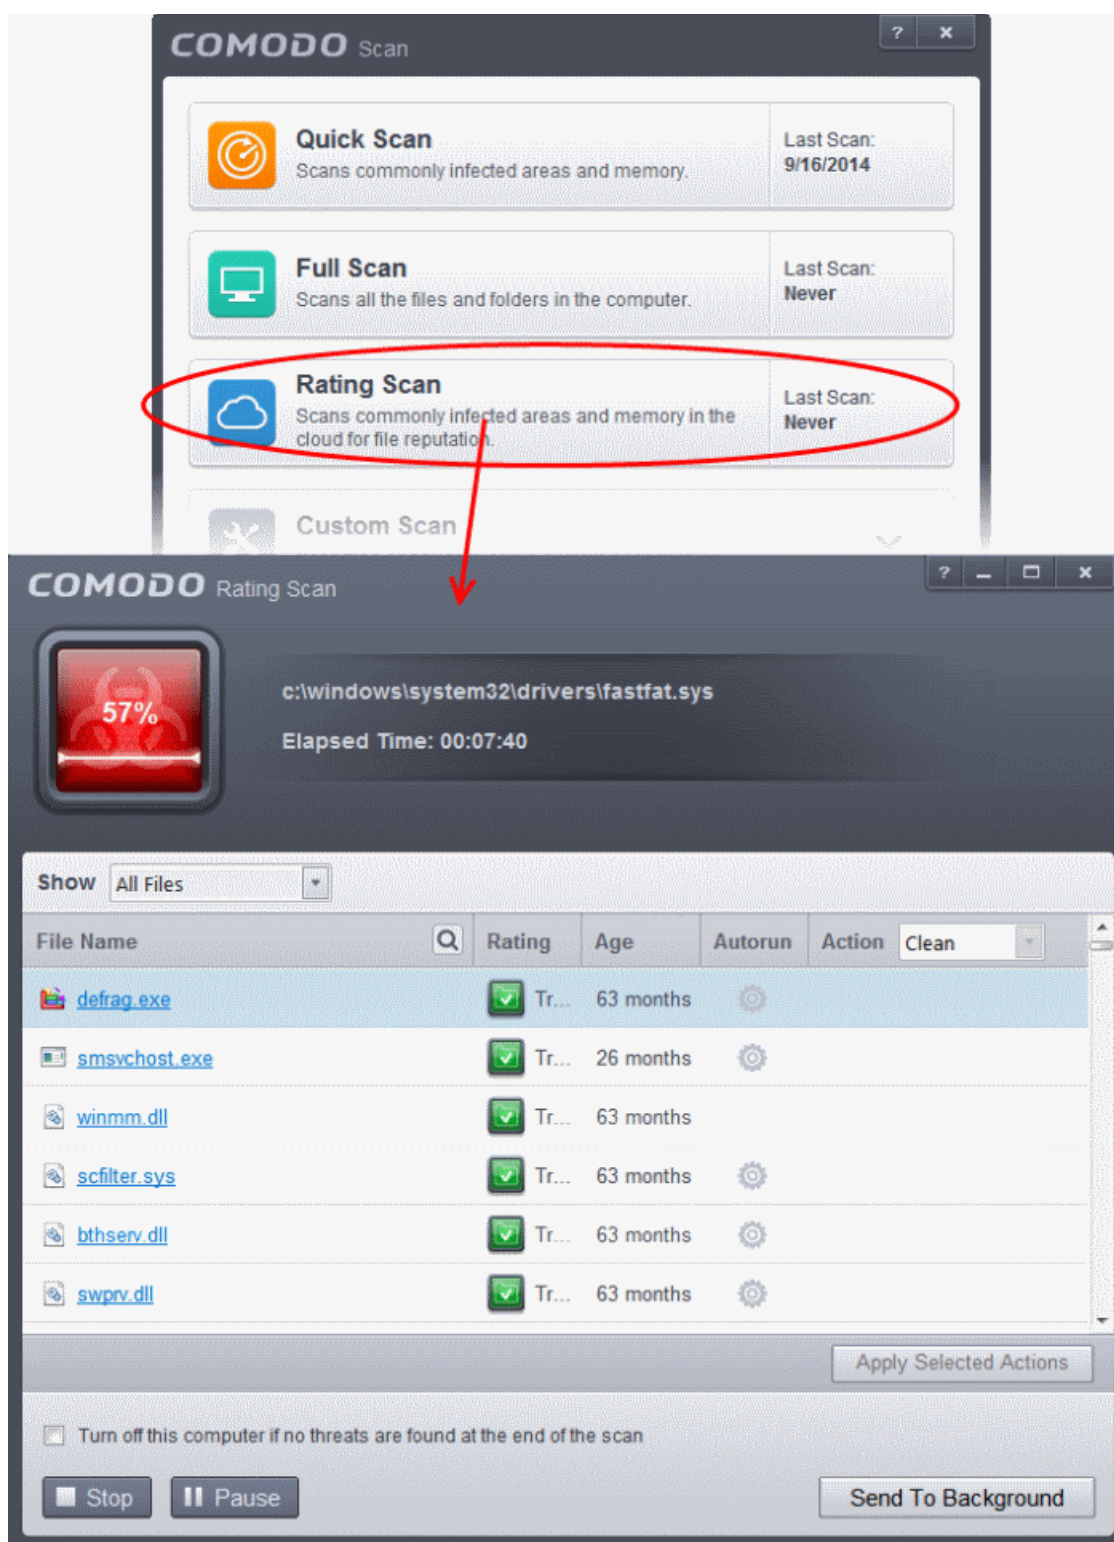 COMODO Scan ? x
Quick Scan
Scans commonly infected areas and memory.
Last Scan:
9/16/2014
Full Scan
Scans all the files and folders in the computer.
Last Scan:
Never
Rating Scan
Scans commonly infected areas and memory in the
cloud for file reputation.
Last Scan:
Never
Custom Scan
COMODO Rating Scan ? x
57%
c:\windows\system32\drivers\fastfat.sys
Elapsed Time: 00:07:40
Show All Files
File Name Rating Age Autorun Action Clean
defrag.exe Tr... 63 months
smsvchost.exe Tr... 26 months
winmm.dll Tr... 63 months
scfilter.sys Tr... 63 months
bthserv.dll Tr... 63 months
swprv.dll Tr... 63 months
Apply Selected Actions
Turn off this computer if no threats are found at the end of the scan
Stop Pause Send To Background